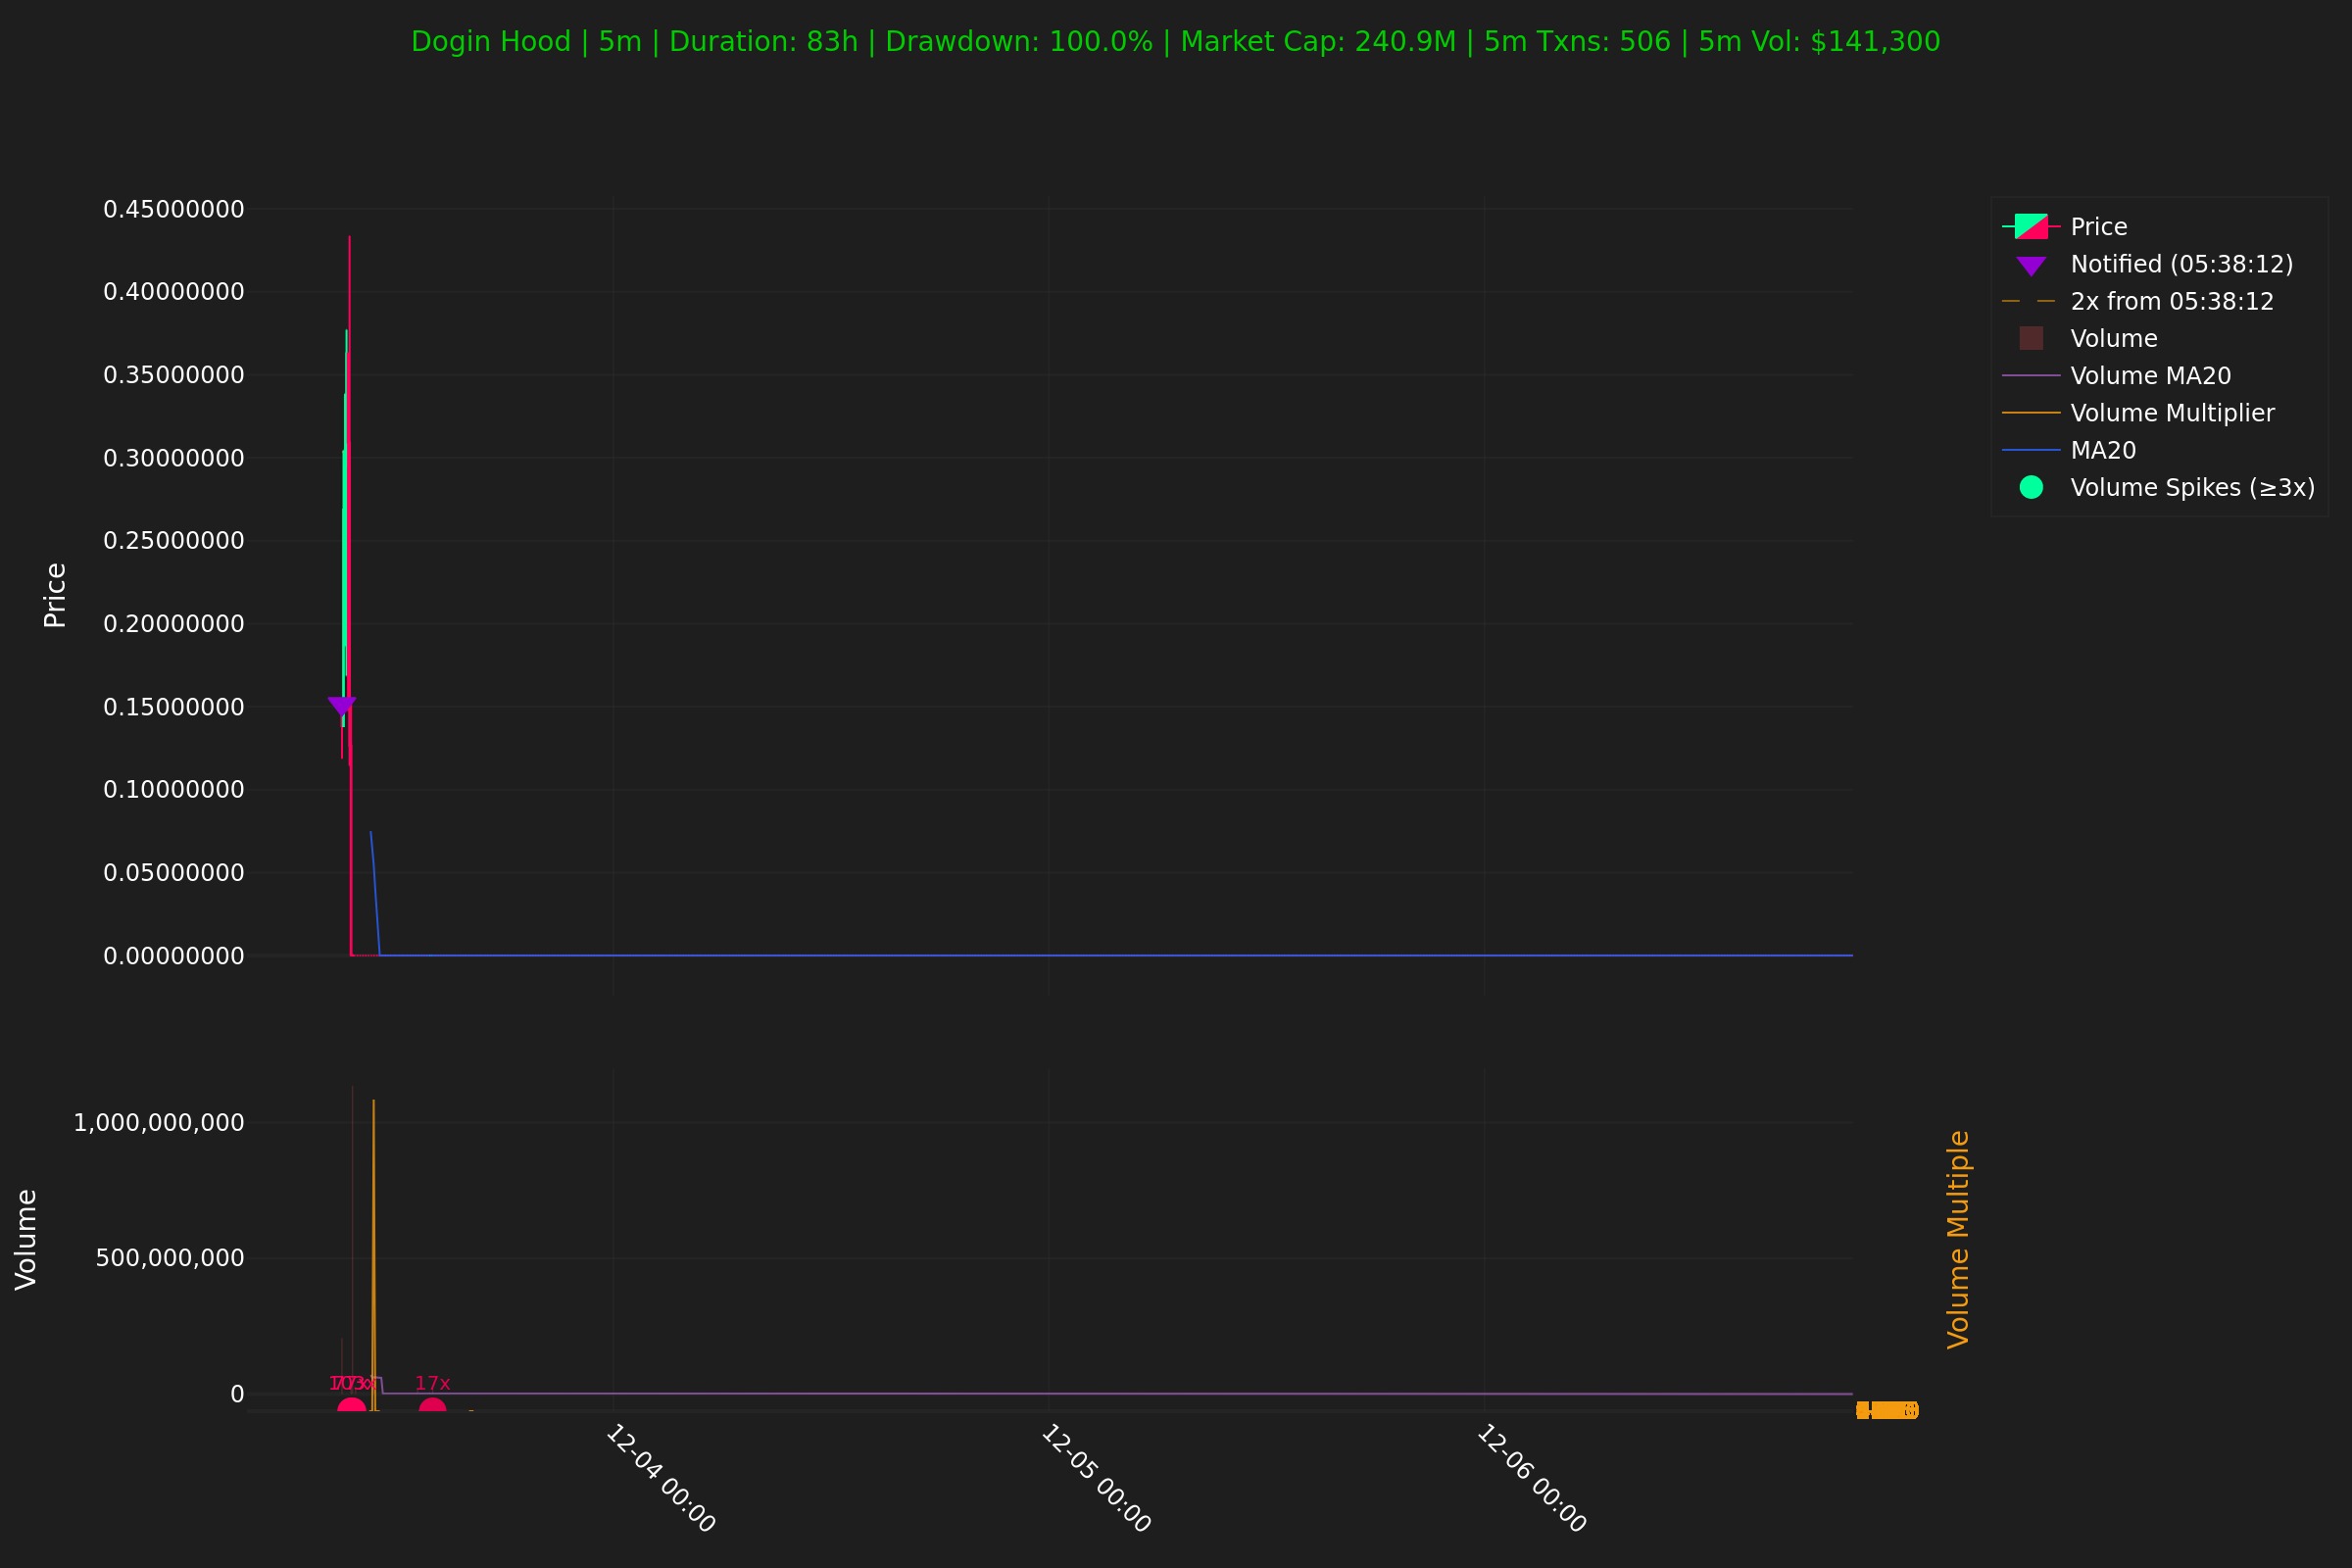 Dogin Hood | 5m | Duration: 83h | Drawdown: 100.0% | Market Cap: 240.9M | 5m Txns: 506 | 5m Vol: $141,300
Price
0.45000000
0.40000000
0.35000000
0.30000000
0.25000000
0.20000000
0.15000000
0.10000000
0.05000000
0.00000000
Price
Notified (05:38:12)
2x from 05:38:12
Volume
Volume MA20
Volume Multiplier
MA20
Volume Spikes (≥3x)
Volume
1,000,000,000
500,000,000
0
17x
Volume Multiple
12-04 00:00
12-05 00:00
12-06 00:00